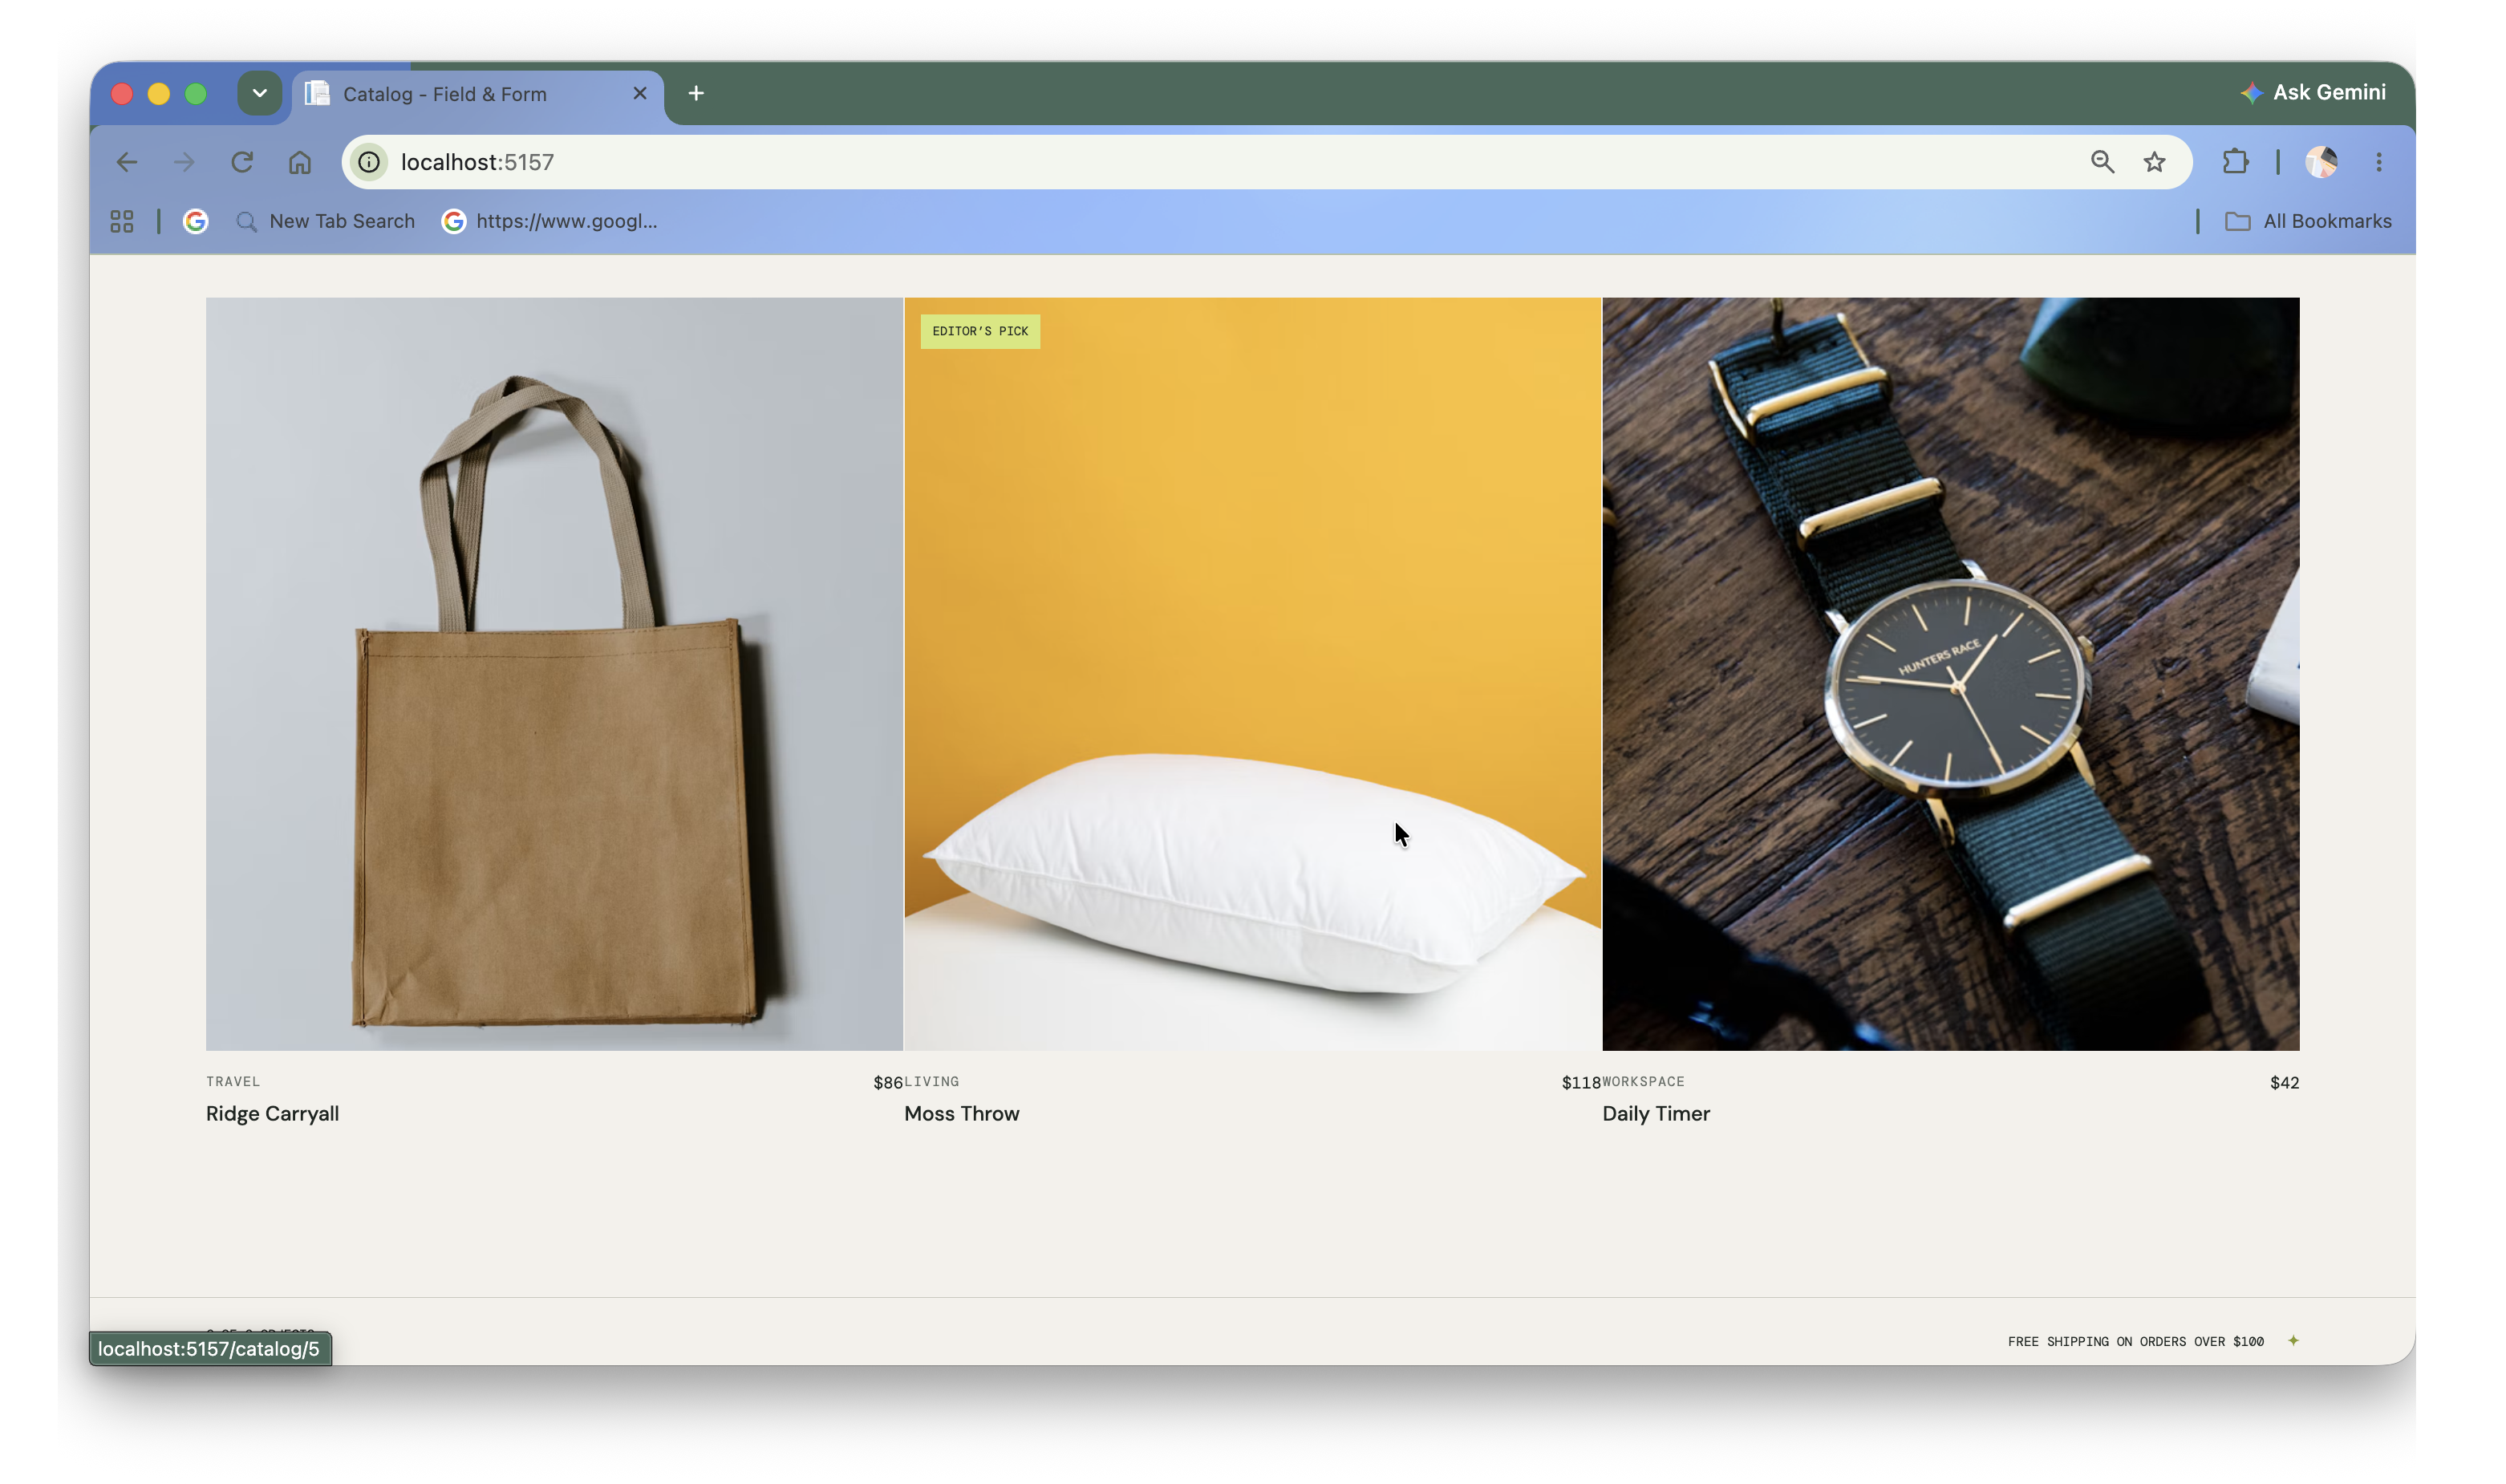 Catalog - Field & Form
Ask Gemini
localhost:5157
New Tab Search
https://www.googl...
All Bookmarks
EDITOR'S PICK
HUNTERS RACE
TRAVEL
$86
LIVING
$118
WORKSPACE
$42
Ridge Carryall
Moss Throw
Daily Timer
localhost:5157/catalog/5
FREE SHIPPING ON ORDERS OVER $100